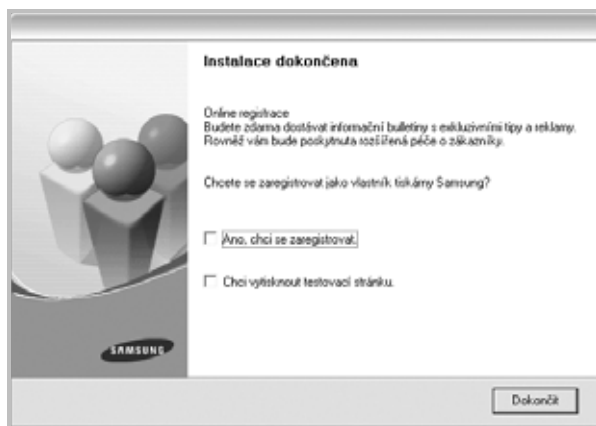 Instalace dokončena
Online registrace
Budete zdarma dostávat informační bulletiny s exkluzivními tipy a reklamy.
Rovněž vám bude poskytnuta rozšířená péče o zákazníky.
Chcete se zaregistrovat jako vlastník tiskárny Samsung?
Ano, chci se zaregistrovat.
Chci vytisknout testovací stránku.
SAMSUNG
Dokončit